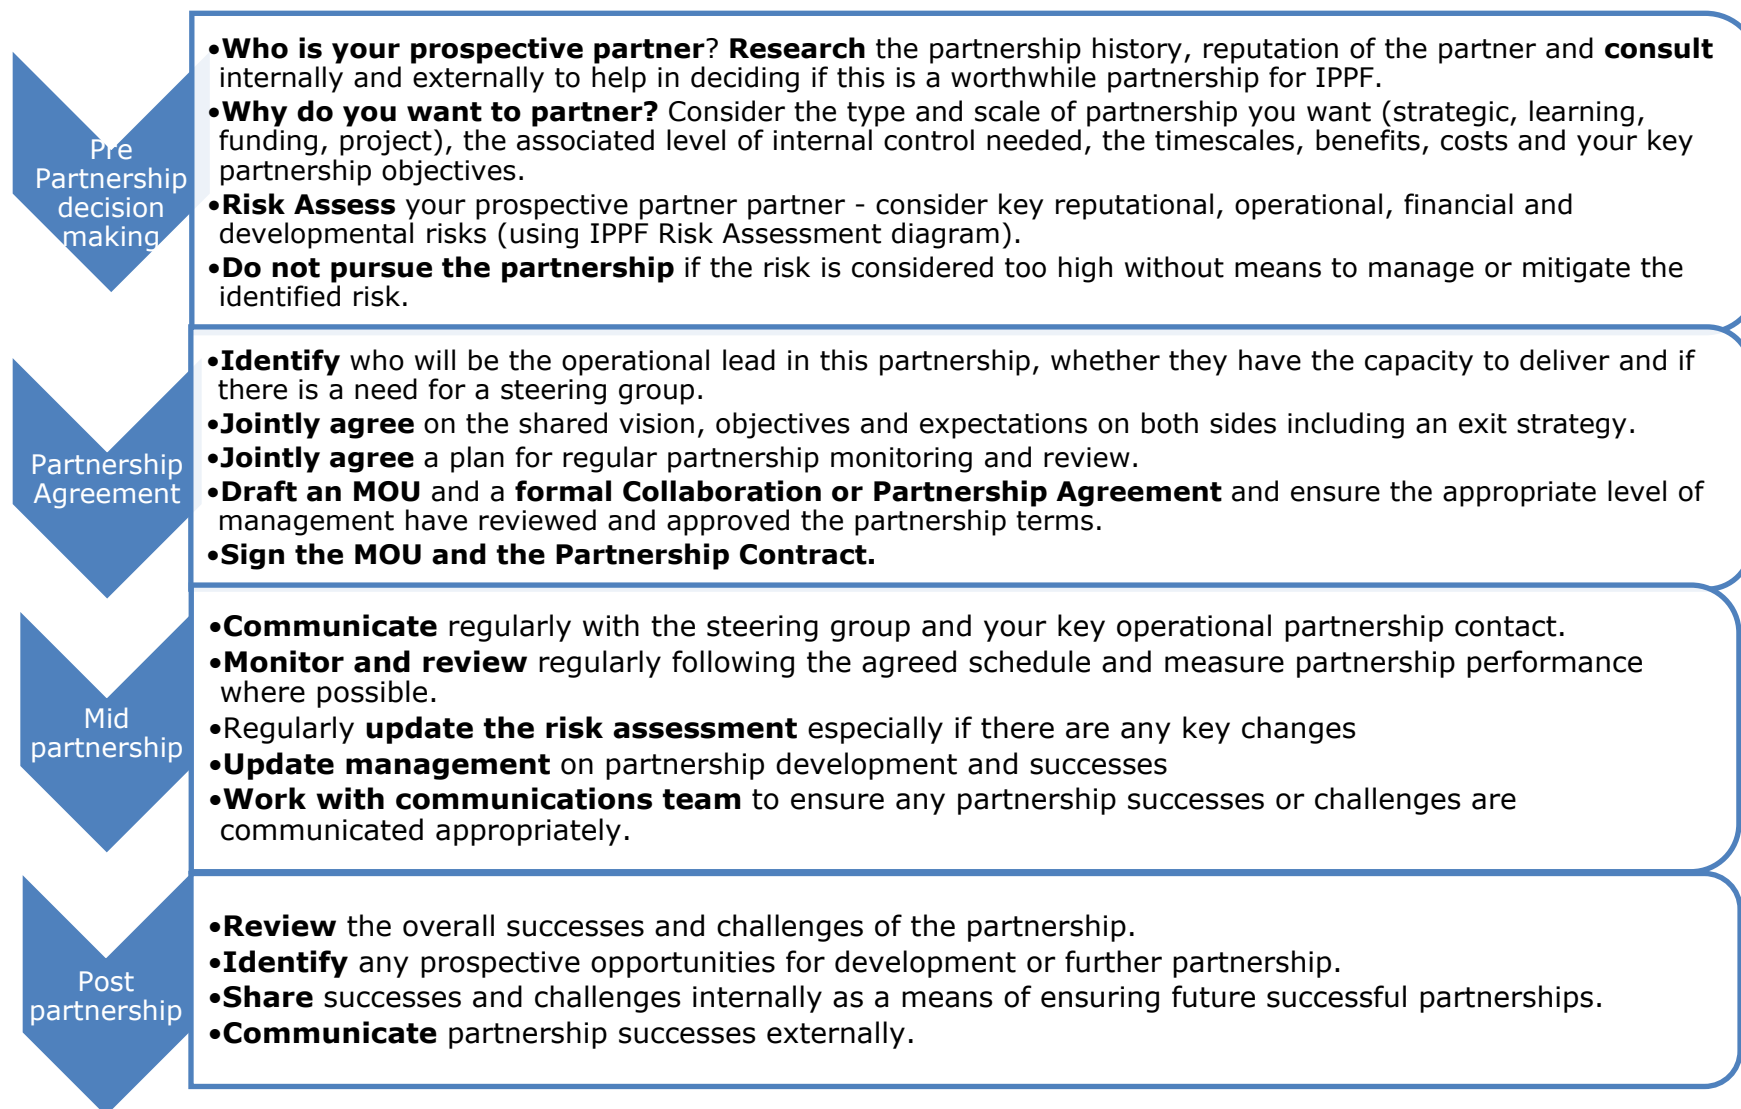 Pre
Partnership
decision
making
•Who is your prospective partner? Research the partnership history, reputation of the partner and consult
internally and externally to help in deciding if this is a worthwhile partnership for IPPF.
•Why do you want to partner? Consider the type and scale of partnership you want (strategic, learning,
funding, project), the associated level of internal control needed, the timescales, benefits, costs and your key
partnership objectives.
•Risk Assess your prospective partner partner - consider key reputational, operational, financial and
developmental risks (using IPPF Risk Assessment diagram).
•Do not pursue the partnership if the risk is considered too high without means to manage or mitigate the
identified risk.
Partnership
Agreement
•Identify who will be the operational lead in this partnership, whether they have the capacity to deliver and if
there is a need for a steering group.
•Jointly agree on the shared vision, objectives and expectations on both sides including an exit strategy.
•Jointly agree a plan for regular partnership monitoring and review.
•Draft an MOU and a formal Collaboration or Partnership Agreement and ensure the appropriate level of
management have reviewed and approved the partnership terms.
•Sign the MOU and the Partnership Contract.
Mid
partnership
•Communicate regularly with the steering group and your key operational partnership contact.
•Monitor and review regularly following the agreed schedule and measure partnership performance
where possible.
•Regularly update the risk assessment especially if there are any key changes
•Update management on partnership development and successes
•Work with communications team to ensure any partnership successes or challenges are
communicated appropriately.
Post
partnership
•Review the overall successes and challenges of the partnership.
•Identify any prospective opportunities for development or further partnership.
•Share successes and challenges internally as a means of ensuring future successful partnerships.
•Communicate partnership successes externally.